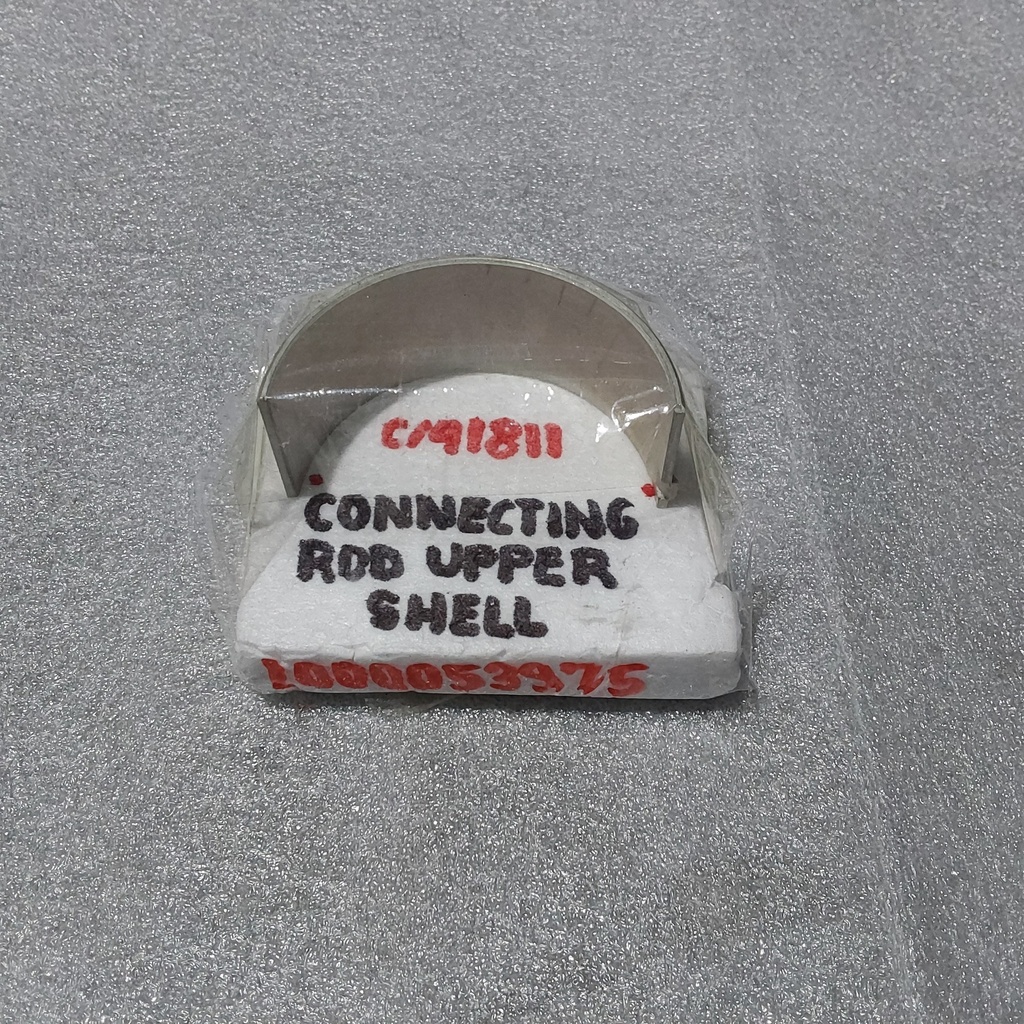 C/91811
CONNECTING
ROD UPPER
SHELL
1000053975